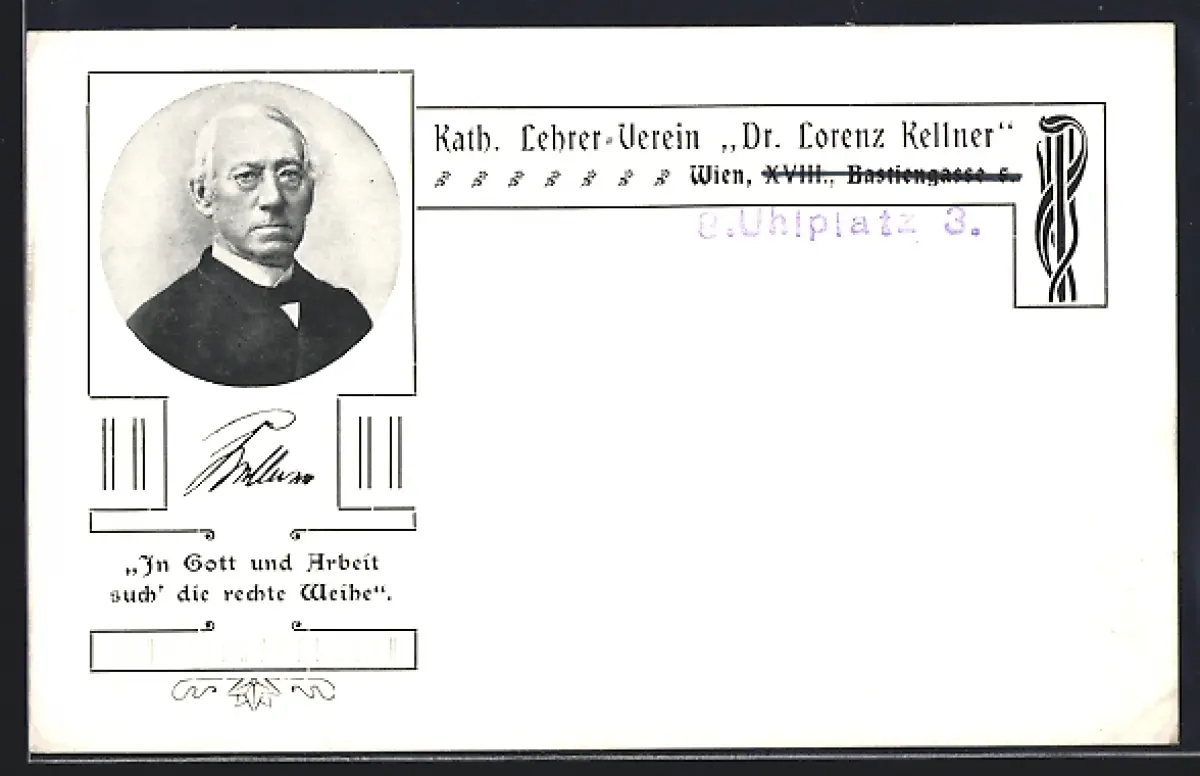 Kath. Lehrer-Verein „Dr. Lorenz Kellner“
Wien, XVIII., Bastiengasse 5.
8.Uhlplatz 3.
Kellner
„In Gott und Arbeit
such' die rechte Weihe“.